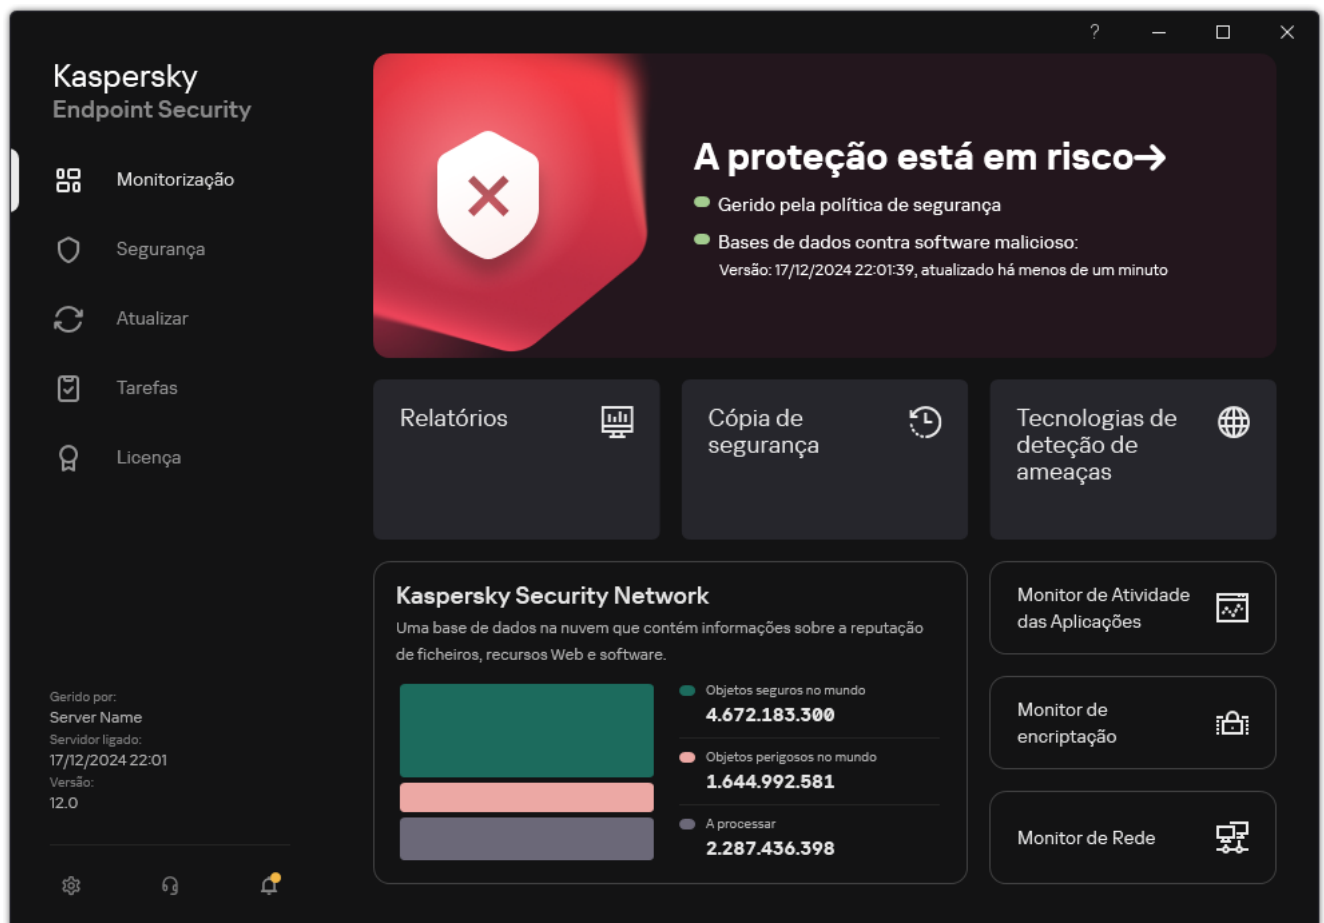 ?
Kaspersky
Endpoint Security
Monitorização
Segurança
Atualizar
Tarefas
Licença
Gerido por:
Server Name
Servidor ligado:
17/12/2024 22:01
Versão:
12.0
A proteção está em risco→
Gerido pela política de segurança
Bases de dados contra software malicioso:
Versão: 17/12/2024 22:01:39, atualizado há menos de um minuto
Relatórios
Cópia de
segurança
Tecnologias de
deteção de
ameaças
Kaspersky Security Network
Uma base de dados na nuvem que contém informações sobre a reputação
de ficheiros, recursos Web e software.
Objetos seguros no mundo
4.672.183.300
Objetos perigosos no mundo
1.644.992.581
A processar
2.287.436.398
Monitor de Atividade
das Aplicações
Monitor de
encriptação
Monitor de Rede